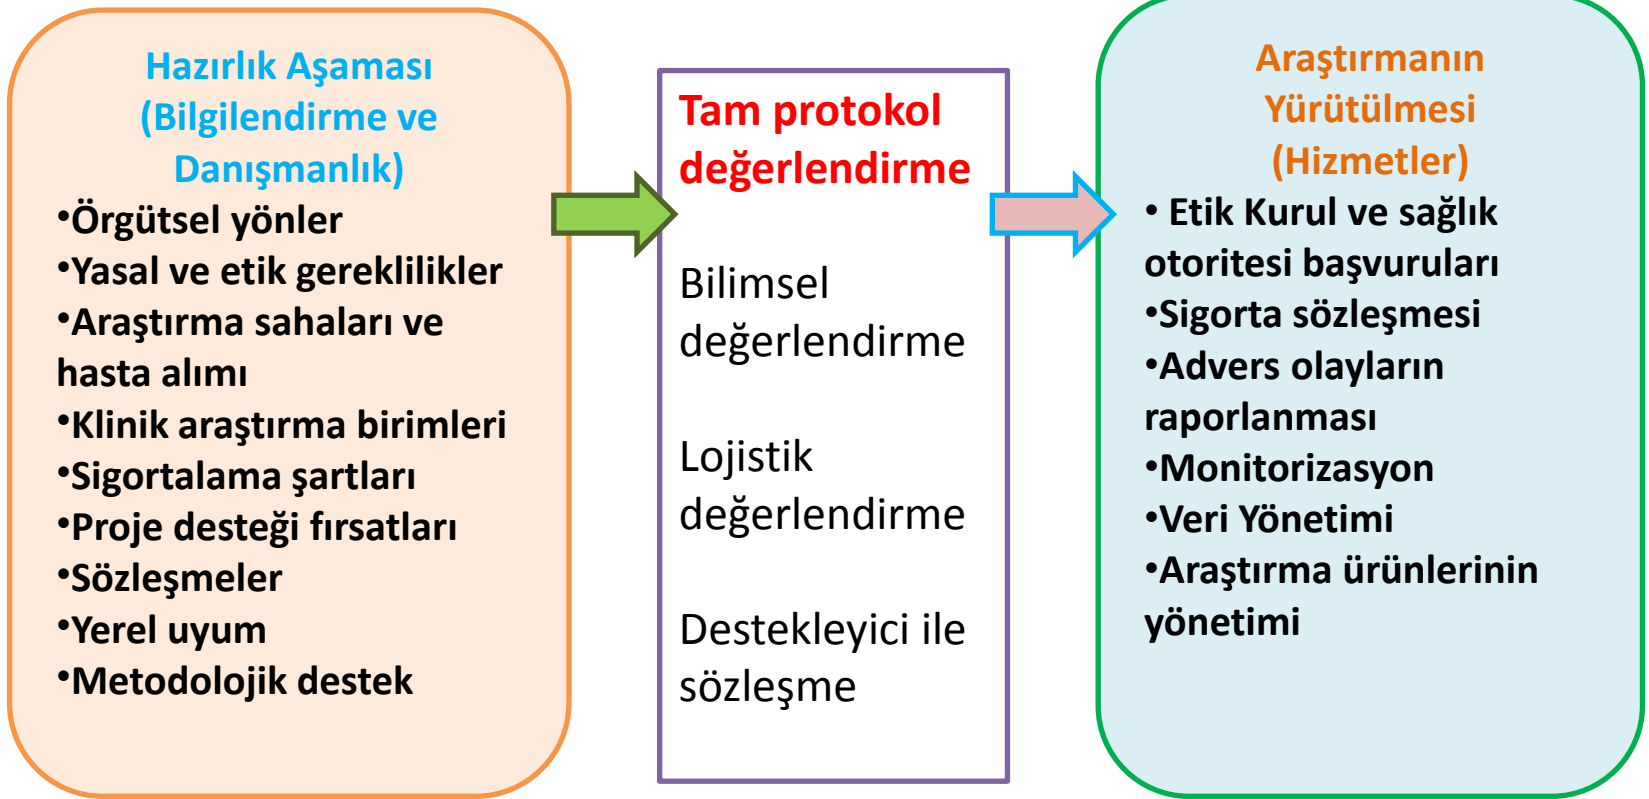 Hazırlık Aşaması
(Bilgilendirme ve
Danışmanlık)
•Örgütsel yönler
•Yasal ve etik gereklilikler
•Araştırma sahaları ve
hasta alımı
•Klinik araştırma birimleri
•Sigortalama şartları
•Proje desteği fırsatları
•Sözleşmeler
•Yerel uyum
•Metodolojik destek
Tam protokol
değerlendirme
Bilimsel
değerlendirme
Lojistik
değerlendirme
Destekleyici ile
sözleşme
Araştırmanın
Yürütülmesi
(Hizmetler)
• Etik Kurul ve sağlık
otoritesi başvuruları
•Sigorta sözleşmesi
•Advers olayların
raporlanması
•Monitorizasyon
•Veri Yönetimi
•Araştırma ürünlerinin
yönetimi